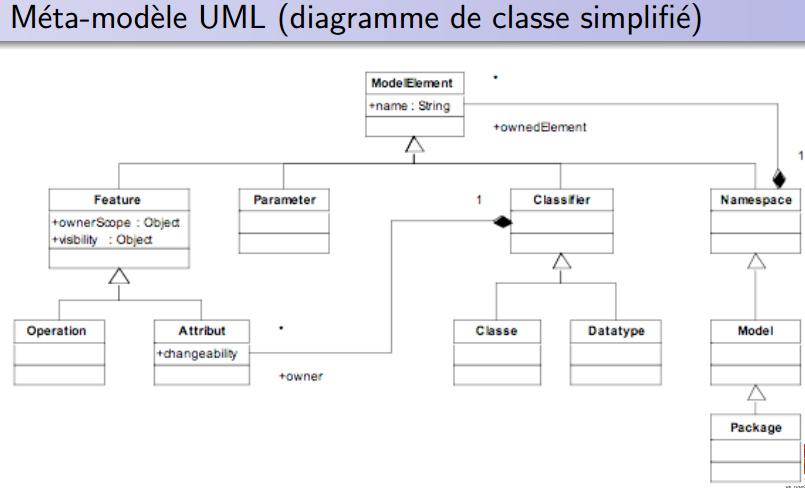 Méta-modèle UML (diagramme de classe simplifié)
ModelElement
*
+name : String
+ownedElement
1
Feature
Parameter
1
Classifier
Namespace
+ownerScope : Object
+visibility : Object
Operation
Attribut
*
Classe
Datatype
Model
+changeability
+owner
Package